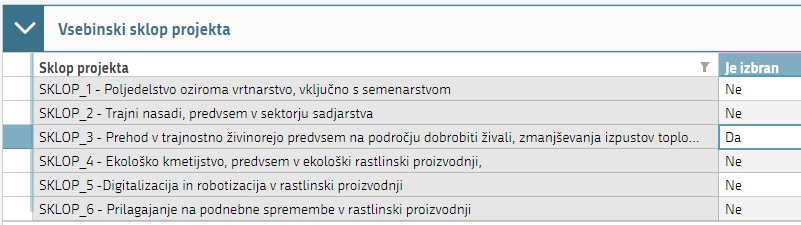 Vsebinski sklop projekta
Sklop projekta Je izbran
SKLOP_1 - Poljedelstvo oziroma vrtnarstvo, vključno s semenarstvom Ne
SKLOP_2 - Trajni nasadi, predvsem v sektorju sadjarstva Ne
SKLOP_3 - Prehod v trajnostno živinorejo predvsem na področju dobrobiti živali, zmanjševanja izpustov toplo... Da
SKLOP_4 - Ekološko kmetijstvo, predvsem v ekološki rastlinski proizvodnji, Ne
SKLOP_5 -Digitalizacija in robotizacija v rastlinski proizvodnji Ne
SKLOP_6 - Prilagajanje na podnebne spremembe v rastlinski proizvodnji Ne